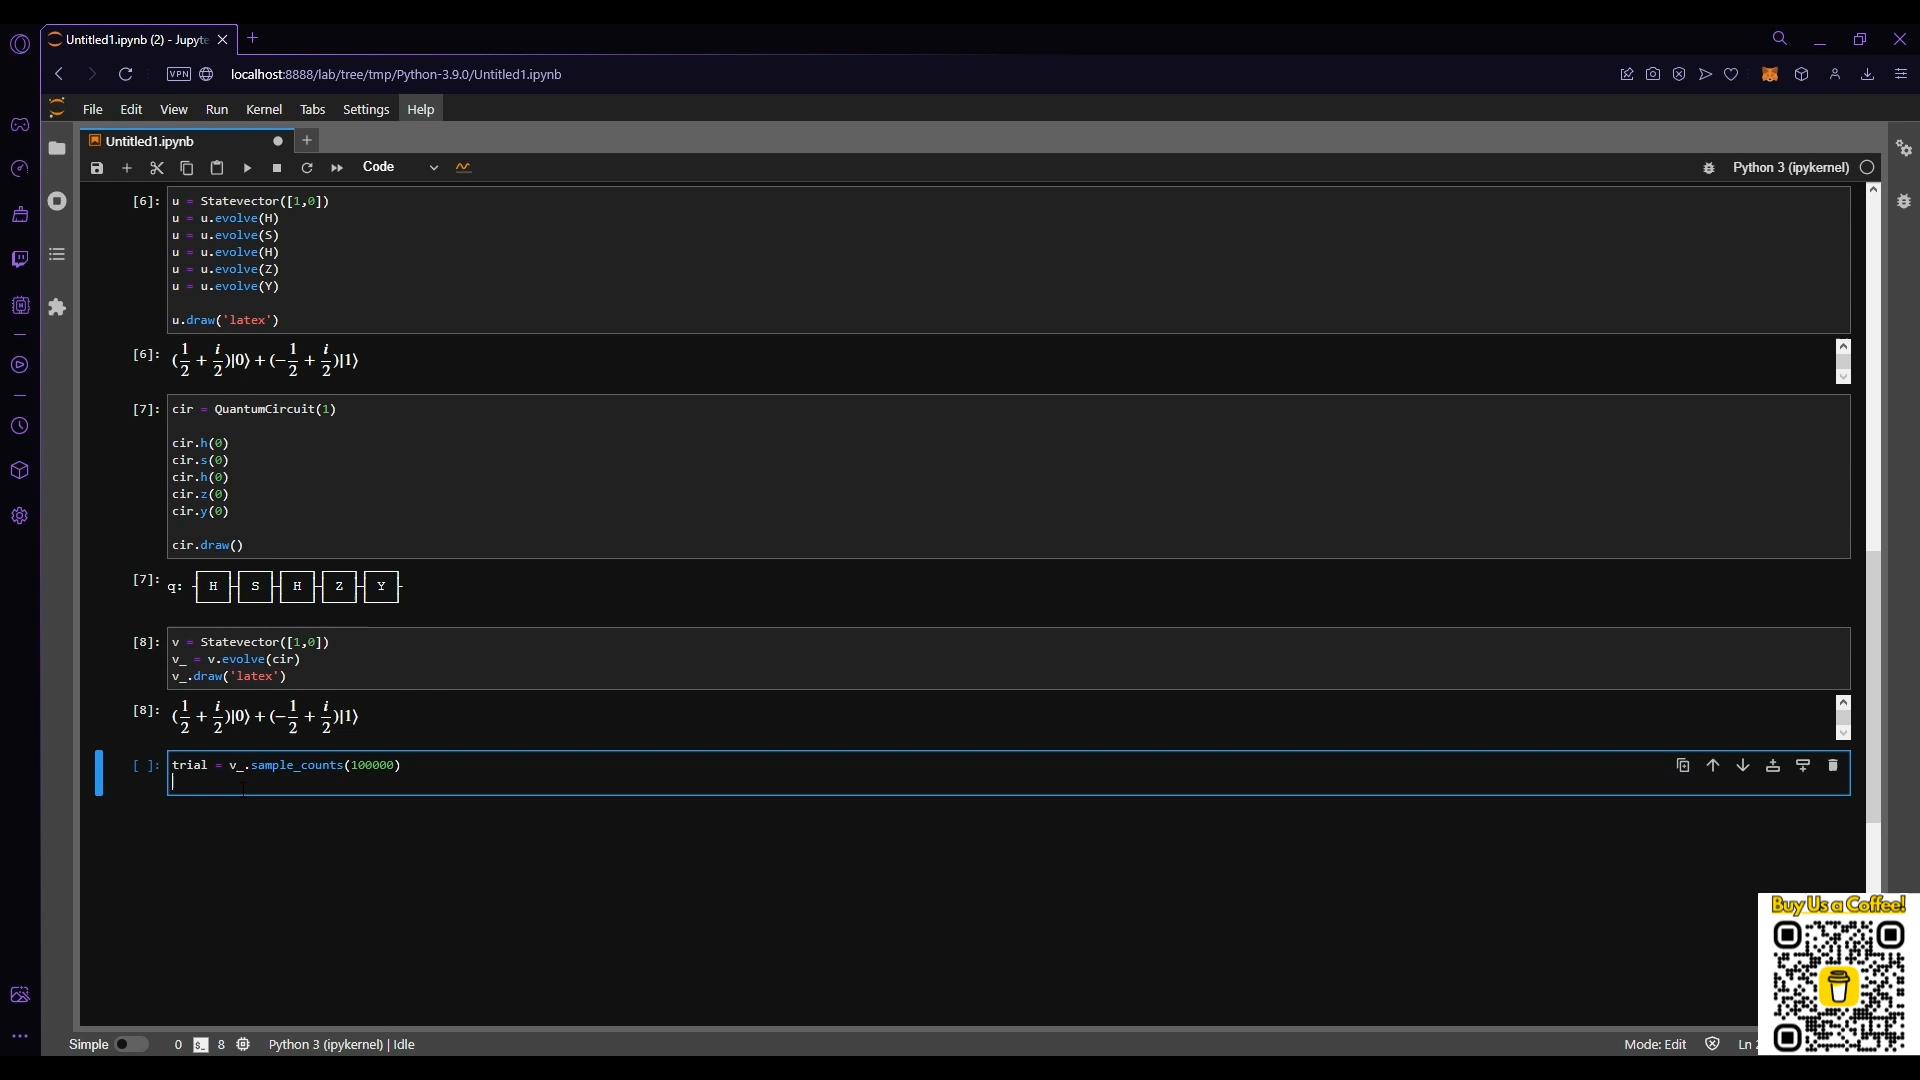 Untitled1.ipynb (2) - Jupyte
VPN localhost:8888/lab/tree/tmp/Python-3.9.0/Untitled1.ipynb
File Edit View Run Kernel Tabs Settings Help
Untitled1.ipynb
Code
Python 3 (ipykernel)
[6]: u = Statevector([1,0])
u = u.evolve(H)
u = u.evolve(S)
u = u.evolve(H)
u = u.evolve(Z)
u = u.evolve(Y)
u.draw('latex')
[6]: (1/2 + i/2)|0⟩ + (−1/2 + i/2)|1⟩
[7]: cir = QuantumCircuit(1)
cir.h(0)
cir.s(0)
cir.h(0)
cir.z(0)
cir.y(0)
cir.draw()
[7]: q: H S H Z Y
[8]: v = Statevector([1,0])
v_ = v.evolve(cir)
v_.draw('latex')
[8]: (1/2 + i/2)|0⟩ + (−1/2 + i/2)|1⟩
[ ]: trial = v_.sample_counts(100000)
Buy Us a Coffee!
Simple 0 $_ 8 Python 3 (ipykernel) | Idle
Mode: Edit Ln